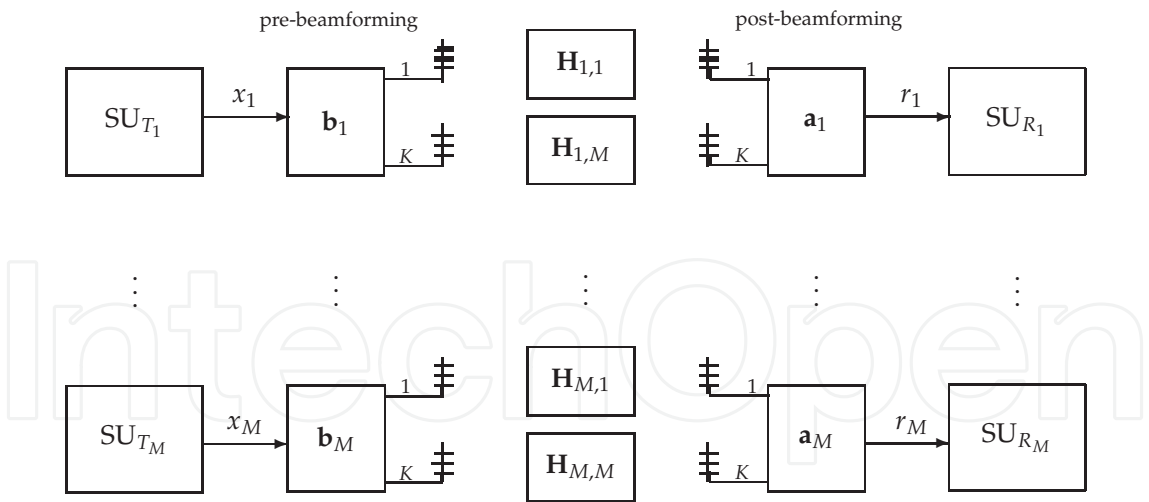 pre-beamforming post-beamforming
SU_{T_1} x_1 b_1 1 K H_{1,1} 1 K a_1 r_1 SU_{R_1}
H_{1,M}
⋮ ⋮ ⋮ ⋮ ⋮
IntechOpen
SU_{T_M} x_M b_M 1 K H_{M,1} 1 K a_M r_M SU_{R_M}
H_{M,M}